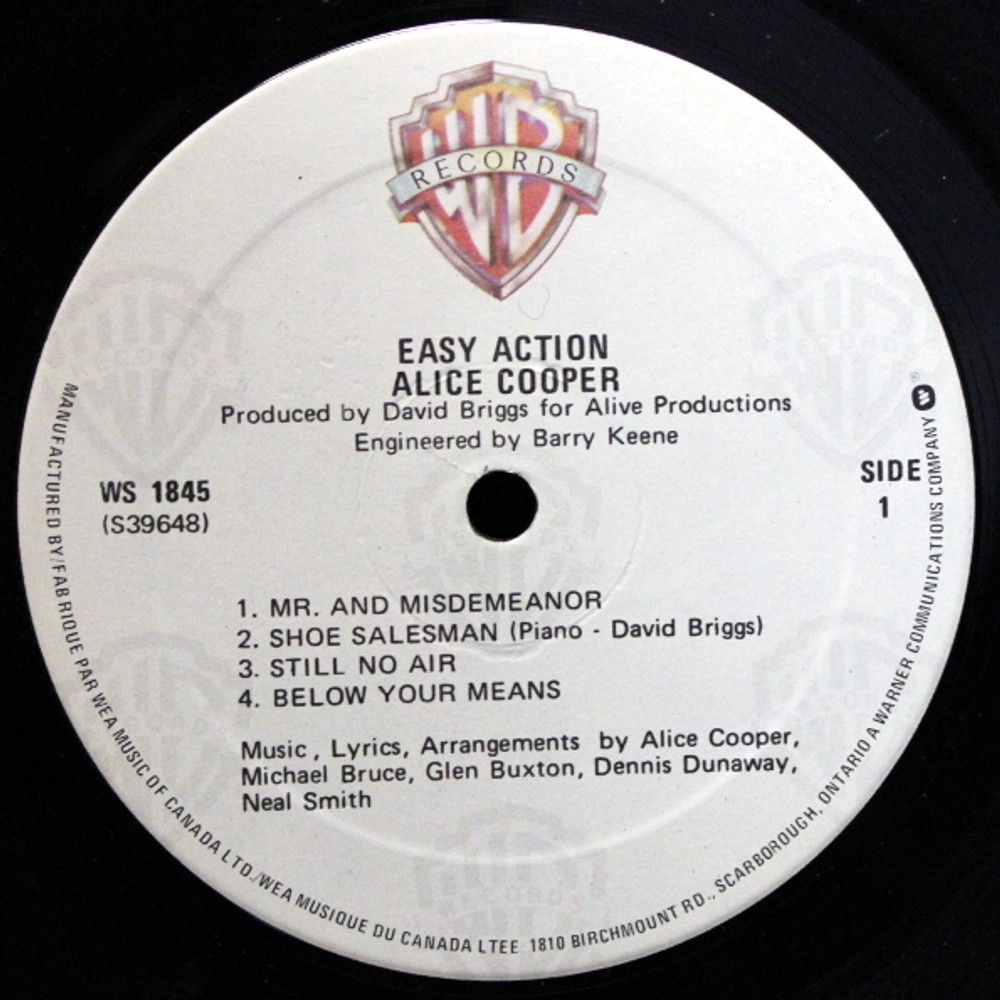 WB
RECORDS
EASY ACTION
ALICE COOPER
Produced by David Briggs for Alive Productions
Engineered by Barry Keene
WS 1845
(S39648)
SIDE
1
1. MR. AND MISDEMEANOR
2. SHOE SALESMAN (Piano - David Briggs)
3. STILL NO AIR
4. BELOW YOUR MEANS
Music, Lyrics, Arrangements by Alice Cooper,
Michael Bruce, Glen Buxton, Dennis Dunaway,
Neal Smith
MANUFACTURED BY/FABRIQUE PAR WEA MUSIC OF CANADA LTD./WEA MUSIQUE DU CANADA LTEE 1810 BIRCHMOUNT RD., SCARBOROUGH, ONTARIO A WARNER COMMUNICATIONS COMPANY